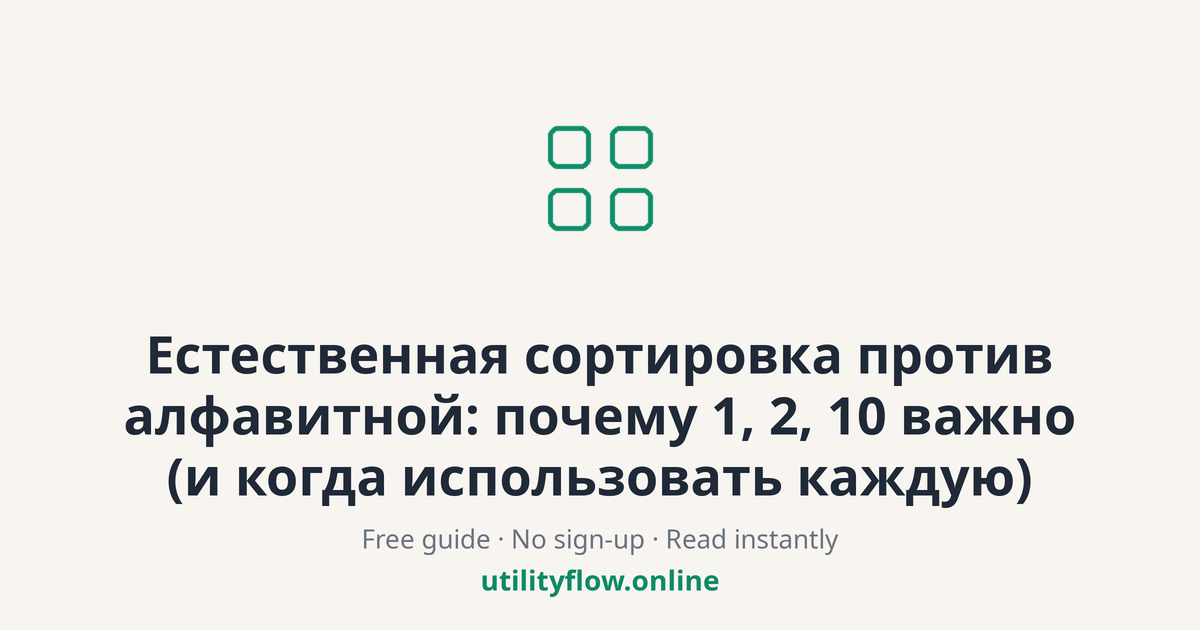 Естественная сортировка против
алфавитной: почему 1, 2, 10 важно
(и когда использовать каждую)
Free guide · No sign-up · Read instantly
utilityflow.online